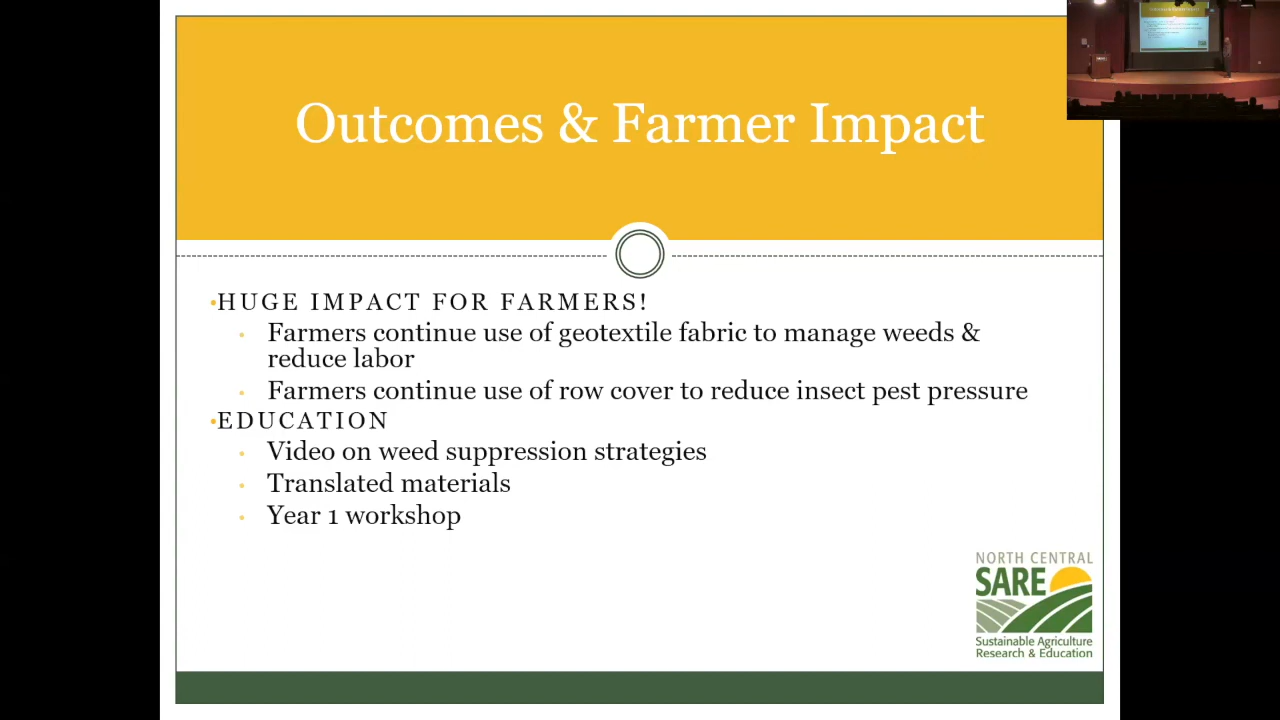 Outcomes & Farmer Impact
•HUGE IMPACT FOR FARMERS!
• Farmers continue use of geotextile fabric to manage weeds &
reduce labor
• Farmers continue use of row cover to reduce insect pest pressure
•EDUCATION
• Video on weed suppression strategies
• Translated materials
• Year 1 workshop
NORTH CENTRAL
SARE
Sustainable Agriculture
Research & Education